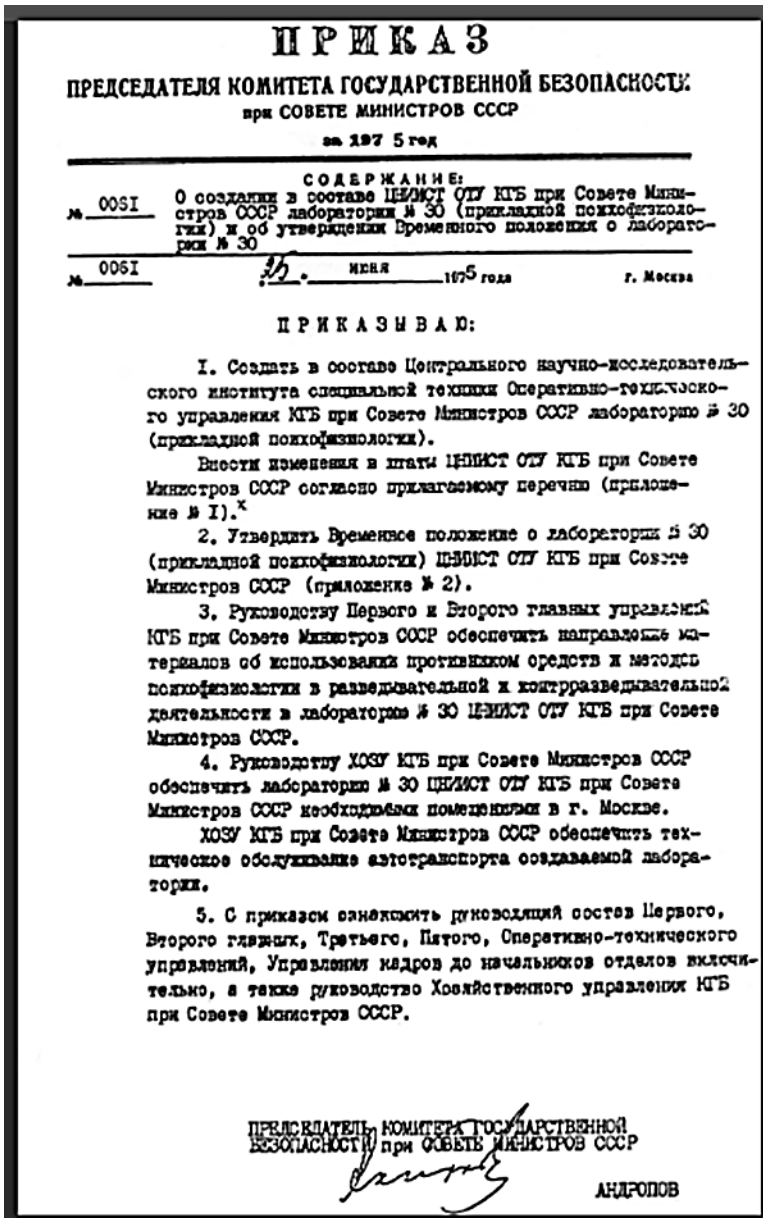 ПРИКАЗ
ПРЕДСЕДАТЕЛЯ КОМИТЕТА ГОСУДАРСТВЕННОЙ БЕЗОПАСНОСТИ
при СОВЕТЕ МИНИСТРОВ СССР
за 197 5 год
СОДЕРЖАНИЕ:
№ 006I О создании в составе ЦНИИСТ ОТУ КГБ при Совете Мини-
стров СССР лаборатории № 30 (прикладной психофизиоло-
гии) и об утверждении Временного положения о лаборато-
рии № 30
№ 006I июня 1975 года г. Москва
ПРИКАЗЫВАЮ:
I. Создать в составе Центрального научно-исследователь-
ского института специальной техники Оперативно-техническо-
го управления КГБ при Совете Министров СССР лабораторию № 30
(прикладной психофизиологии).
Внести изменения в штаты ЦНИИСТ ОТУ КГБ при Совете
Министров СССР согласно прилагаемому перечню (приложе-
ние № I).x
2. Утвердить Временное положение о лаборатории № 30
(прикладной психофизиологии) ЦНИИСТ ОТУ КГБ при Совете
Министров СССР (приложение № 2).
3. Руководству Первого и Второго главных управлений
КГБ при Совете Министров СССР обеспечить направление ма-
териалов об использовании противником средств и методов
психофизиологии в разведывательной и контрразведывательной
деятельности в лабораторию № 30 ЦНИИСТ ОТУ КГБ при Совете
Министров СССР.
4. Руководству ХОЗУ КГБ при Совете Министров СССР
обеспечить лабораторию № 30 ЦНИИСТ ОТУ КГБ при Совете
Министров СССР необходимыми помещениями в г. Москве.
ХОЗУ КГБ при Совете Министров СССР обеспечить тех-
ническое обслуживание автотранспорта создаваемой лабора-
тории.
5. С приказом ознакомить руководящий состав Первого,
Второго главных, Третьего, Пятого, Оперативно-технического
управлений, Управления кадров до начальников отделов включи-
тельно, а также руководство Хозяйственного управления КГБ
при Совете Министров СССР.
ПРЕДСЕДАТЕЛЬ КОМИТЕТА ГОСУДАРСТВЕННОЙ
БЕЗОПАСНОСТИ при СОВЕТЕ МИНИСТРОВ СССР
АНДРОПОВ